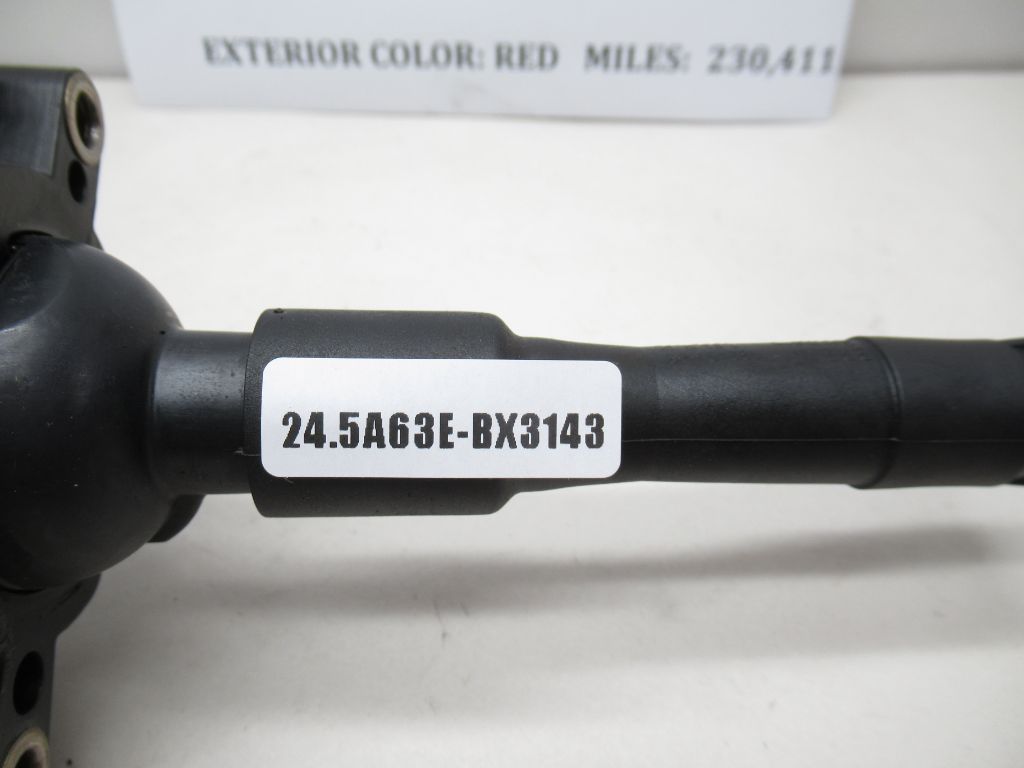 EXTERIOR COLOR: RED MILES: 230,411
24.5A63E-BX3143